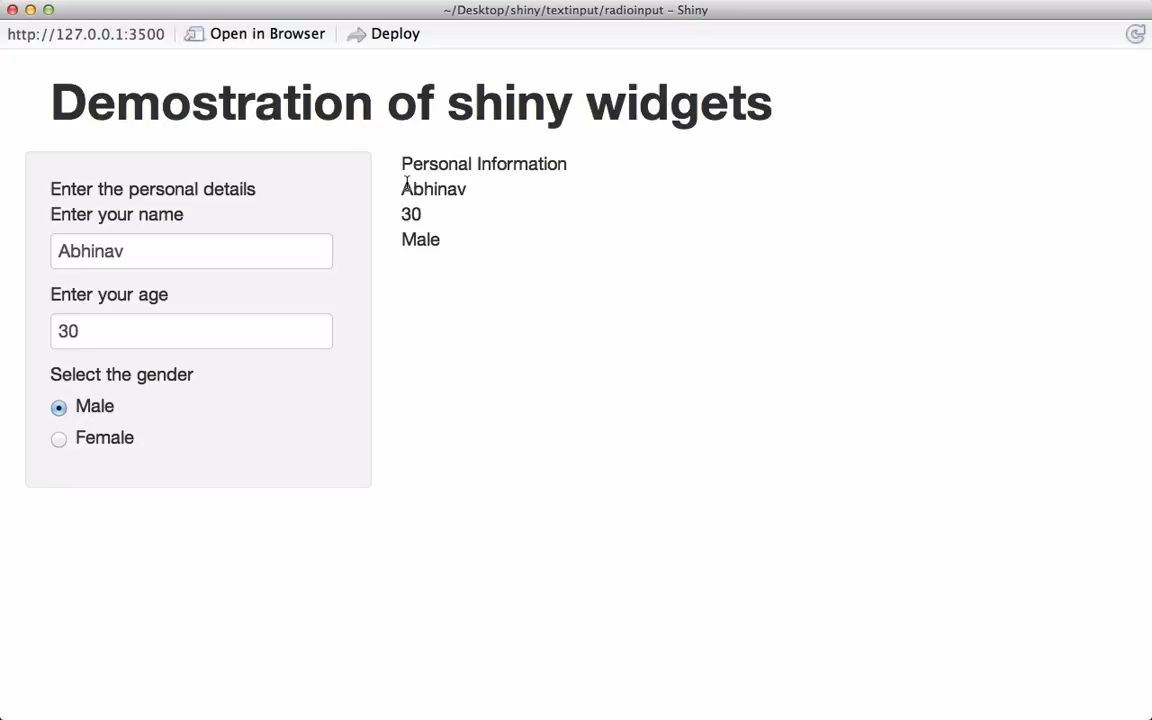 ~/Desktop/shiny/textinput/radioinput – Shiny
http://127.0.0.1:3500 Open in Browser Deploy
Demostration of shiny widgets
Enter the personal details
Enter your name
Abhinav
Enter your age
30
Select the gender
Male
Female
Personal Information
Abhinav
30
Male